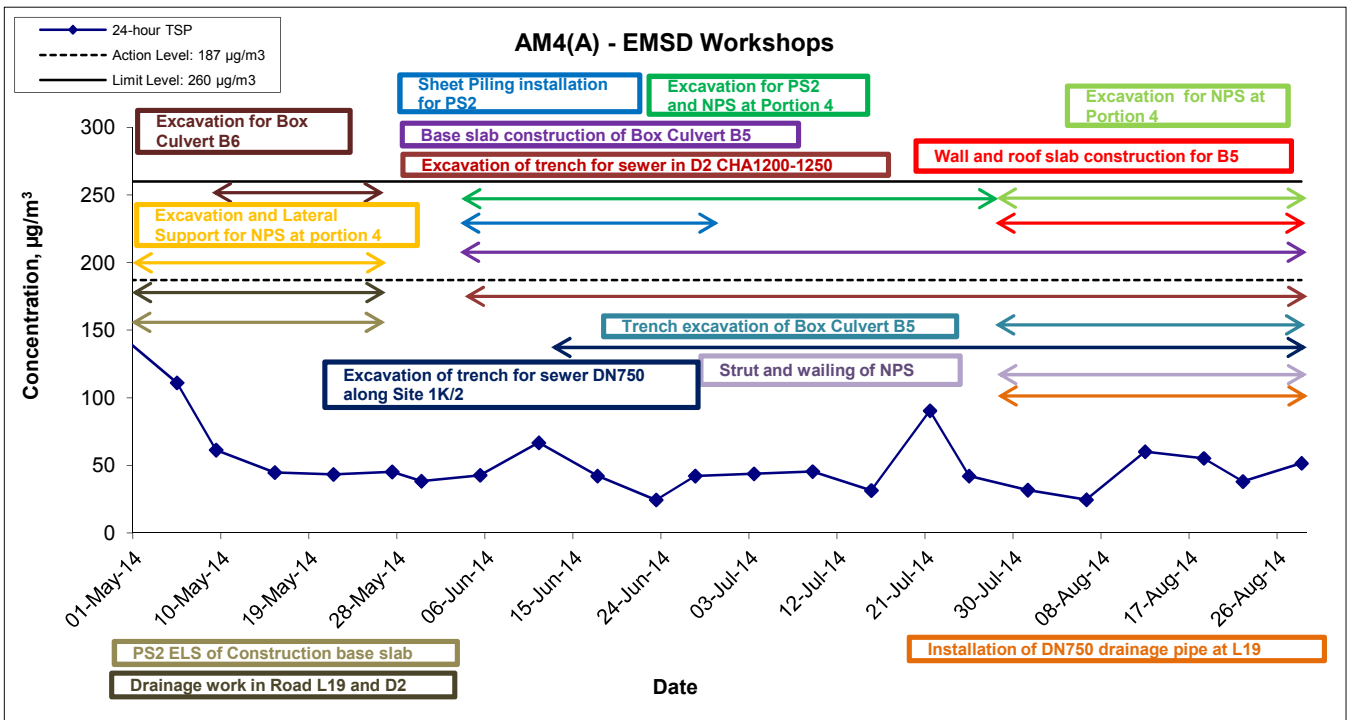 24-hour TSP
Action Level: 187 µg/m3
Limit Level: 260 µg/m3
AM4(A) - EMSD Workshops
Sheet Piling installation
for PS2
Excavation for PS2
and NPS at Portion 4
Excavation for NPS at
Portion 4
Excavation for Box
Culvert B6
Base slab construction of Box Culvert B5
Excavation of trench for sewer in D2 CHA1200-1250
Wall and roof slab construction for B5
Excavation and Lateral
Support for NPS at portion 4
Trench excavation of Box Culvert B5
Excavation of trench for sewer DN750
along Site 1K/2
Strut and wailing of NPS
Concentration, µg/m³
300
250
200
150
100
50
0
01-May-14
10-May-14
19-May-14
28-May-14
06-Jun-14
15-Jun-14
24-Jun-14
03-Jul-14
12-Jul-14
21-Jul-14
30-Jul-14
08-Aug-14
17-Aug-14
26-Aug-14
PS2 ELS of Construction base slab
Drainage work in Road L19 and D2
Installation of DN750 drainage pipe at L19
Date